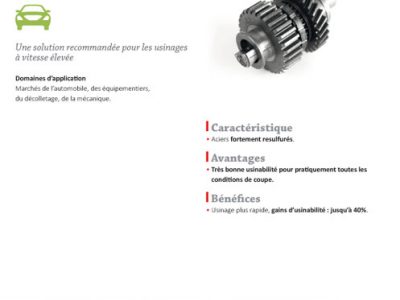 Une solution recommandée pour les usinages
à vitesse élevée
Domaines d'application
Marchés de l'automobile, des équipementiers,
du décolletage, de la mécanique.
Caractéristique
• Aciers fortement resulfurés.
Avantages
• Très bonne usinabilité pour pratiquement toutes les
conditions de coupe.
Bénéfices
• Usinage plus rapide, gains d'usinabilité : jusqu'à 40%.